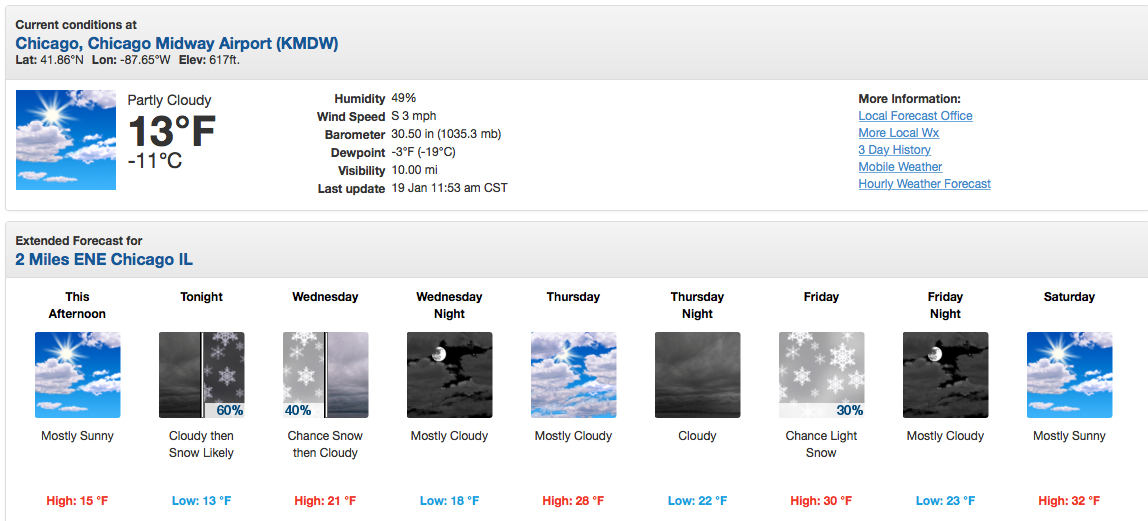 Current conditions at
Chicago, Chicago Midway Airport (KMDW)
Lat: 41.86°N Lon: -87.65°W Elev: 617ft.
Partly Cloudy
13°F
-11°C
Humidity 49%
Wind Speed S 3 mph
Barometer 30.50 in (1035.3 mb)
Dewpoint -3°F (-19°C)
Visibility 10.00 mi
Last update 19 Jan 11:53 am CST
More Information:
Local Forecast Office
More Local Wx
3 Day History
Mobile Weather
Hourly Weather Forecast
Extended Forecast for
2 Miles ENE Chicago IL
This
Afternoon
Mostly Sunny
High: 15 °F
Tonight
60%
Cloudy then
Snow Likely
Low: 13 °F
Wednesday
40%
Chance Snow
then Cloudy
High: 21 °F
Wednesday
Night
Mostly Cloudy
Low: 18 °F
Thursday
Mostly Cloudy
High: 28 °F
Thursday
Night
Cloudy
Low: 22 °F
Friday
30%
Chance Light
Snow
High: 30 °F
Friday
Night
Mostly Cloudy
Low: 23 °F
Saturday
Mostly Sunny
High: 32 °F